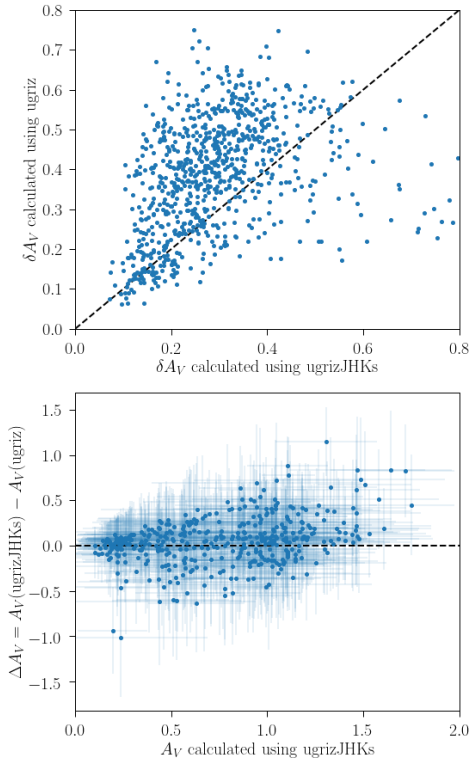 0.8
0.7
0.6
0.5
0.4
0.3
0.2
0.1
0.0
δA_V calculated using ugriz
0.0 0.2 0.4 0.6 0.8
δA_V calculated using ugrizJHKs
1.5
1.0
0.5
0.0
−0.5
−1.0
−1.5
ΔA_V = A_V(ugrizJHKs) − A_V(ugriz)
0.0 0.5 1.0 1.5 2.0
A_V calculated using ugrizJHKs